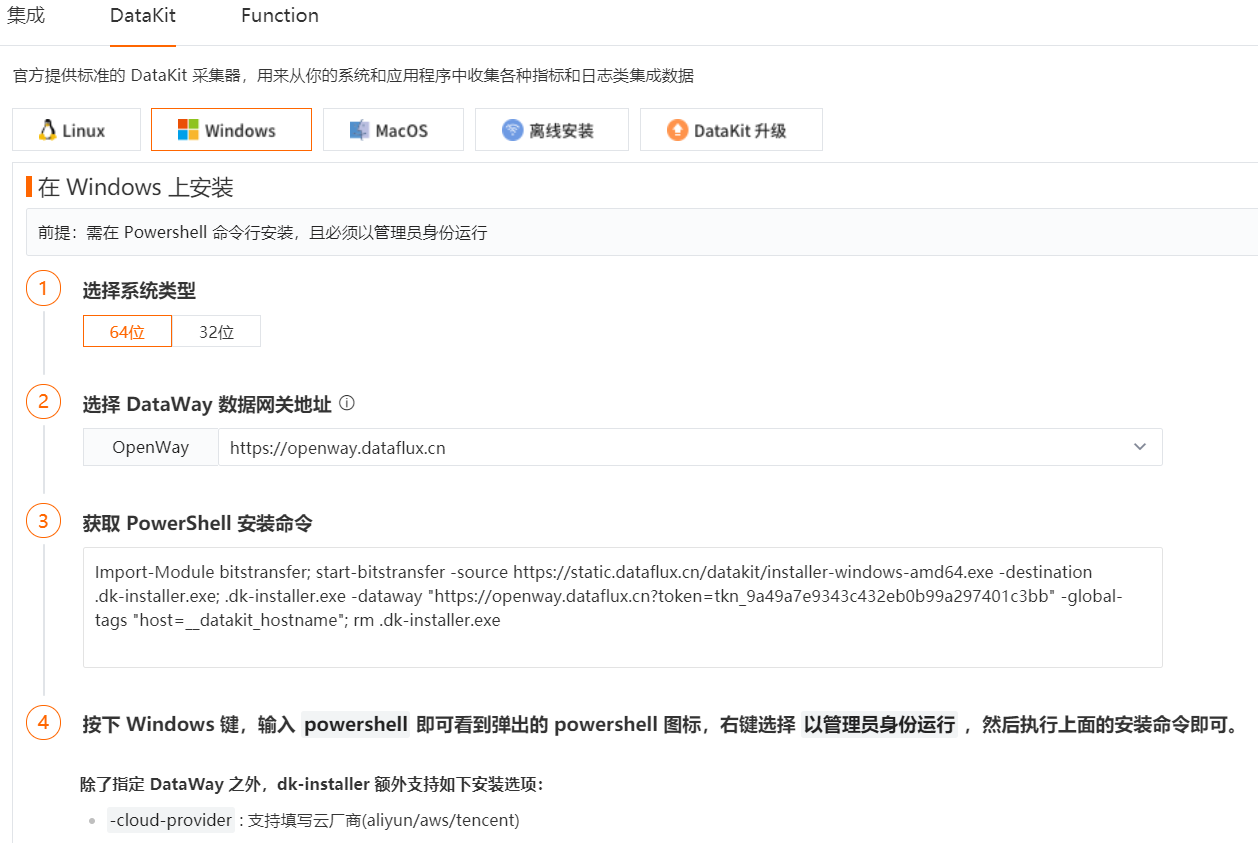 集成 DataKit Function
官方提供标准的 DataKit 采集器，用来从你的系统和应用程序中收集各种指标和日志类集成数据
Linux Windows MacOS 离线安装 DataKit 升级
在 Windows 上安装
前提：需在 Powershell 命令行安装，且必须以管理员身份运行
1 选择系统类型
64位 32位
2 选择 DataWay 数据网关地址
OpenWay https://openway.dataflux.cn
3 获取 PowerShell 安装命令
Import-Module bitstransfer; start-bitstransfer -source https://static.dataflux.cn/datakit/installer-windows-amd64.exe -destination
.dk-installer.exe; .dk-installer.exe -dataway "https://openway.dataflux.cn?token=tkn_9a49a7e9343c432eb0b99a297401c3bb" -global-
tags "host=__datakit_hostname"; rm .dk-installer.exe
4 按下 Windows 键，输入 powershell 即可看到弹出的 powershell 图标，右键选择 以管理员身份运行 ，然后执行上面的安装命令即可。
除了指定 DataWay 之外，dk-installer 额外支持如下安装选项：
-cloud-provider : 支持填写云厂商(aliyun/aws/tencent)